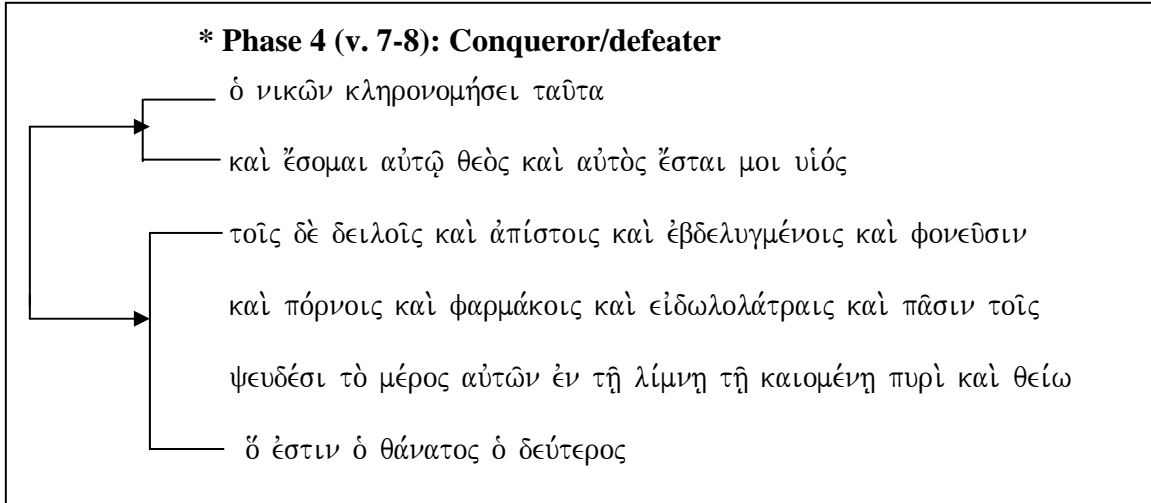 * Phase 4 (v. 7-8): Conqueror/defeater
ὁ νικῶν κληρονομήσει ταῦτα
καὶ ἔσομαι αὐτῷ θεὸς καὶ αὐτὸς ἔσται μοι υἱός
τοῖς δὲ δειλοῖς καὶ ἀπίστοις καὶ ἐβδελυγμένοις καὶ φονεῦσιν
καὶ πόρνοις καὶ φαρμάκοις καὶ εἰδωλολάτραις καὶ πᾶσιν τοῖς
ψευδέσι τὸ μέρος αὐτῶν ἐν τῇ λίμνῃ τῇ καιομένῃ πυρὶ καὶ θείω
ὅ ἐστιν ὁ θάνατος ὁ δεύτερος